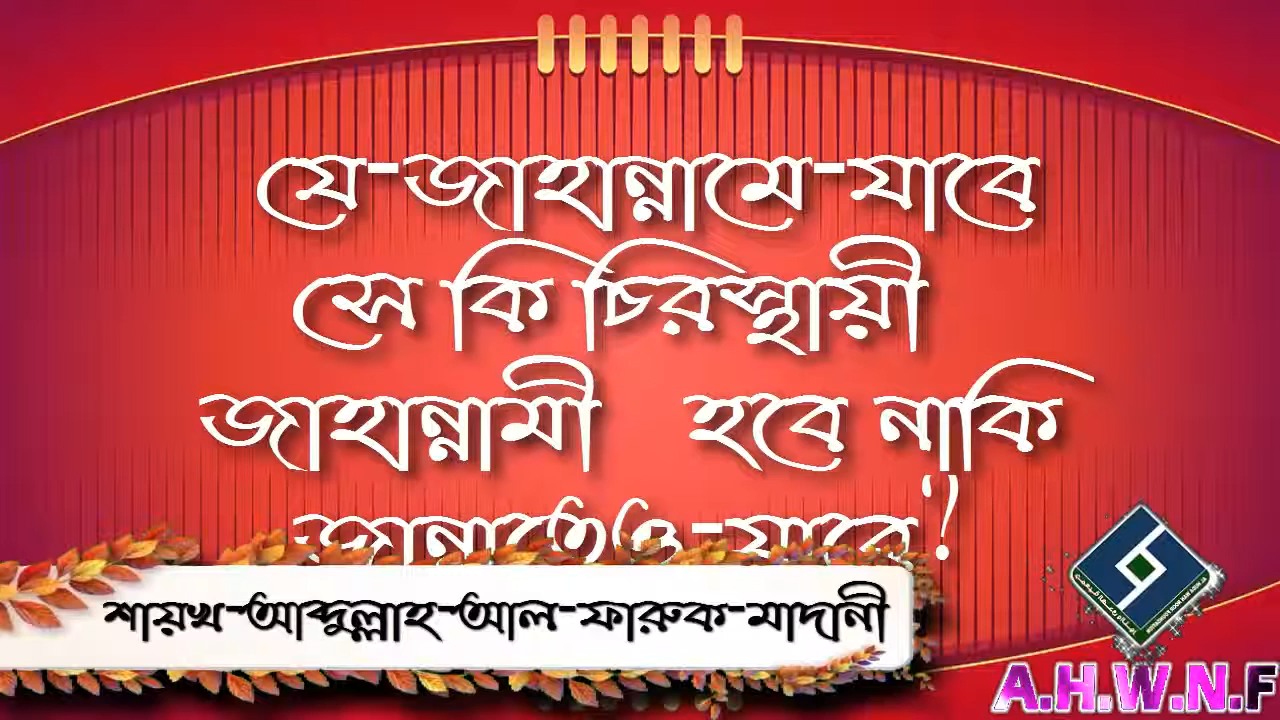 যে-জাহান্নামে-যাবে
সে কি চিরস্থায়ী
জাহান্নামী হবে নাকি
জান্নাতেও-যাবে?
শায়খ-আব্দুল্লাহ-আল-ফারুক-মাদানী
A.H.W.N.F